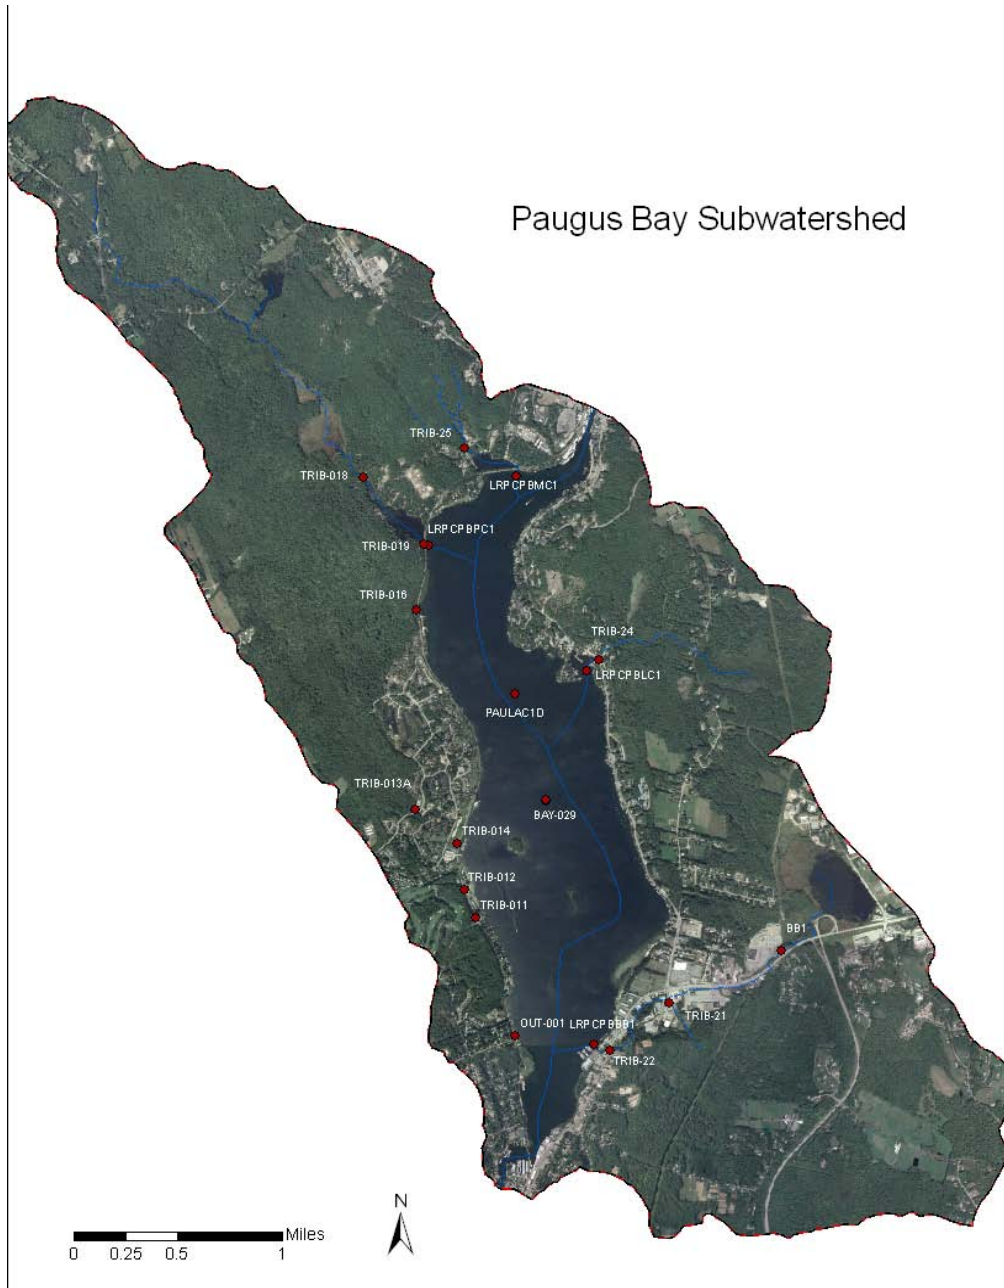 Paugus Bay Subwatershed
TRIB-25
TRIB-018
LRPCPBMC1
LRPCPBPC1
TRIB-019
TRIB-016
TRIB-24
LRPCPBLC1
PAULAC1D
TRIB-013A
BAY-029
TRIB-014
TRIB-012
TRIB-011
BB1
TRIB-21
OUT-001
LRPCPBBB1
TRIB-22
N
Miles
0 0.25 0.5 1